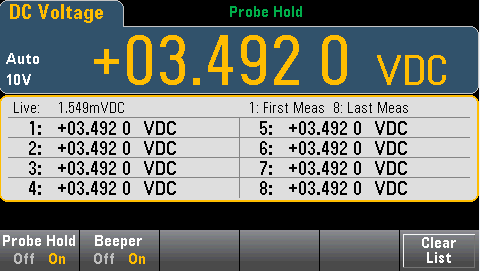 DC Voltage
Probe Hold
Auto
10V
+03.492 0 VDC
Live: 1.549mVDC 1: First Meas 8: Last Meas
1: +03.492 0 VDC 5: +03.492 0 VDC
2: +03.492 0 VDC 6: +03.492 0 VDC
3: +03.492 0 VDC 7: +03.492 0 VDC
4: +03.492 0 VDC 8: +03.492 0 VDC
Probe Hold Beeper Clear
Off On Off On List